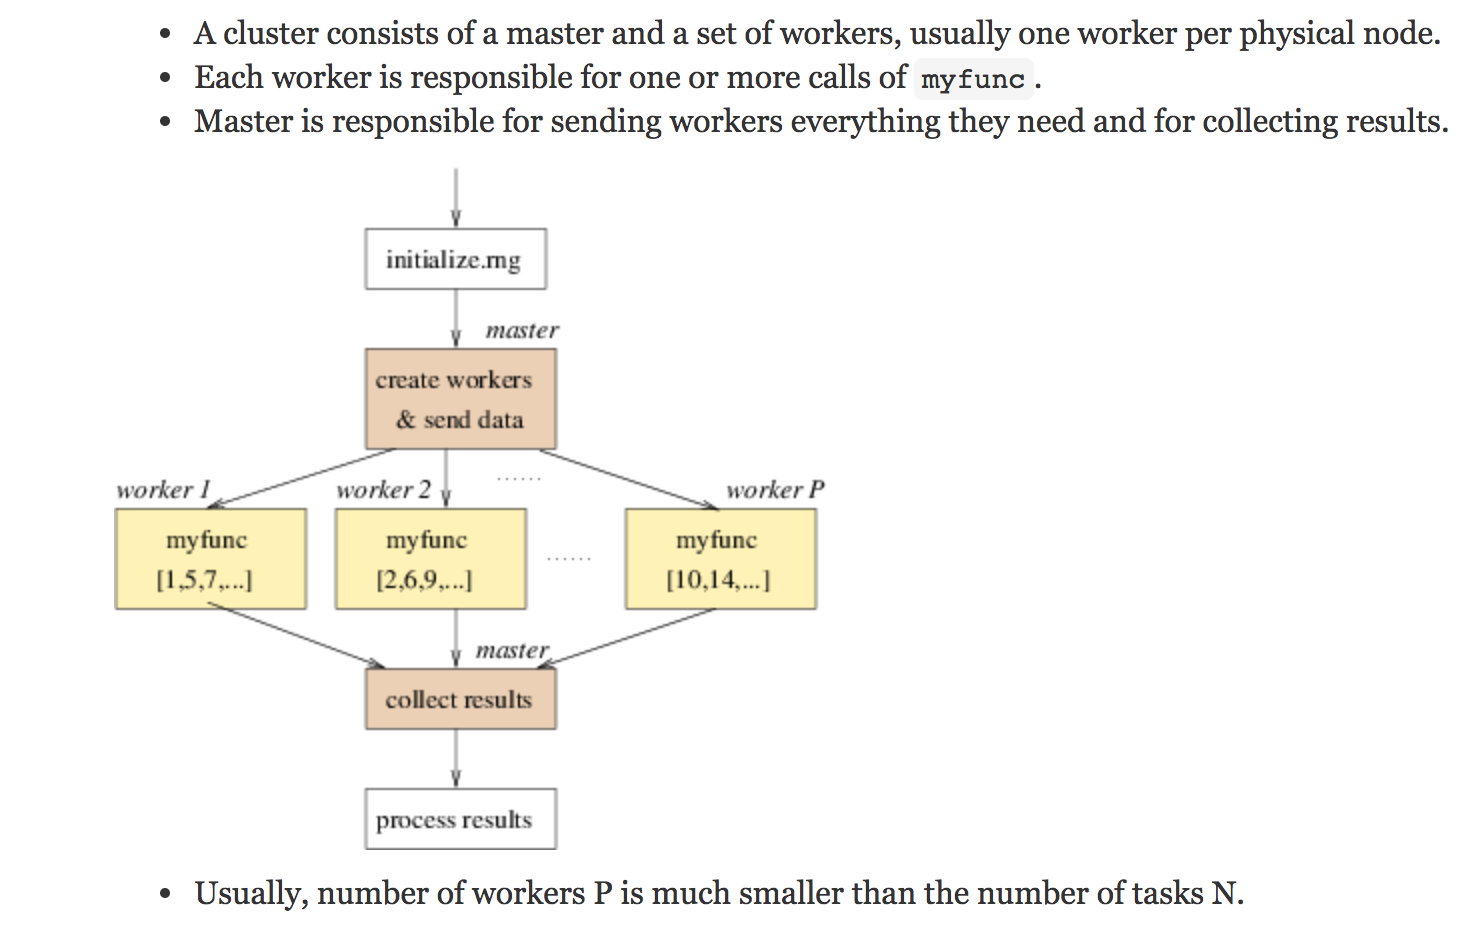 • A cluster consists of a master and a set of workers, usually one worker per physical node.
• Each worker is responsible for one or more calls of myfunc.
• Master is responsible for sending workers everything they need and for collecting results.
initialize.rng
master
create workers
& send data
......
worker 1
worker 2
worker P
myfunc
[1,5,7,...]
myfunc
[2,6,9,...]
......
myfunc
[10,14,...]
master
collect results
process results
• Usually, number of workers P is much smaller than the number of tasks N.